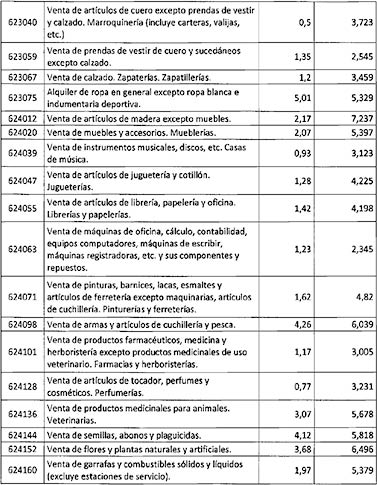 Venta de artículos de cuero excepto prendas de vestir
623040 y calzado. Marroquinería (incluye carteras, valijas, 0,5 3,723
etc.)
623059 Venta de prendas de vestir de cuero y sucedáneos 1,35 2,545
excepto calzado.
623067 Venta de calzado. Zapaterías. Zapatillerías. 1,2 3,459
623075 Alquiler de ropa en general excepto ropa blanca e 5,01 5,329
indumentaria deportiva.
624012 Venta de artículos de madera excepto muebles. 2,17 7,237
624020 Venta de muebles y accesorios. Mueblerías. 2,07 5,397
624039 Venta de instrumentos musicales, discos, etc. Casas 0,93 3,123
de música.
624047 Venta de artículos de juguetería y cotillón. 1,28 4,225
Jugueterías.
624055 Venta de artículos de librería, papelería y oficina. 1,42 4,198
Librerías y papelerías.
Venta de máquinas de oficina, cálculo, contabilidad,
624063 equipos computadores, máquinas de escribir, 1,23 2,345
máquinas registradoras, etc. y sus componentes y
repuestos.
Venta de pinturas, barnices, lacas, esmaltes y
624071 artículos de ferretería excepto maquinarias, artículos 1,62 4,82
de cuchillería. Pinturerías y ferreterías.
624098 Venta de armas y artículos de cuchillería y pesca. 4,26 6,039
Venta de productos farmacéuticos, medicina y
624101 herboristería excepto productos medicinales de uso 1,17 3,005
veterinario. Farmacias y herboristerías.
624128 Venta de artículos de tocador, perfumes y 0,77 3,231
cosméticos. Perfumerías.
624136 Venta de productos medicinales para animales. 3,07 5,678
Veterinarias.
624144 Venta de semillas, abonos y plaguicidas. 4,12 5,818
624152 Venta de flores y plantas naturales y artificiales. 3,68 6,496
624160 Venta de garrafas y combustibles sólidos y líquidos 1,97 5,379
(excluye estaciones de servicio).